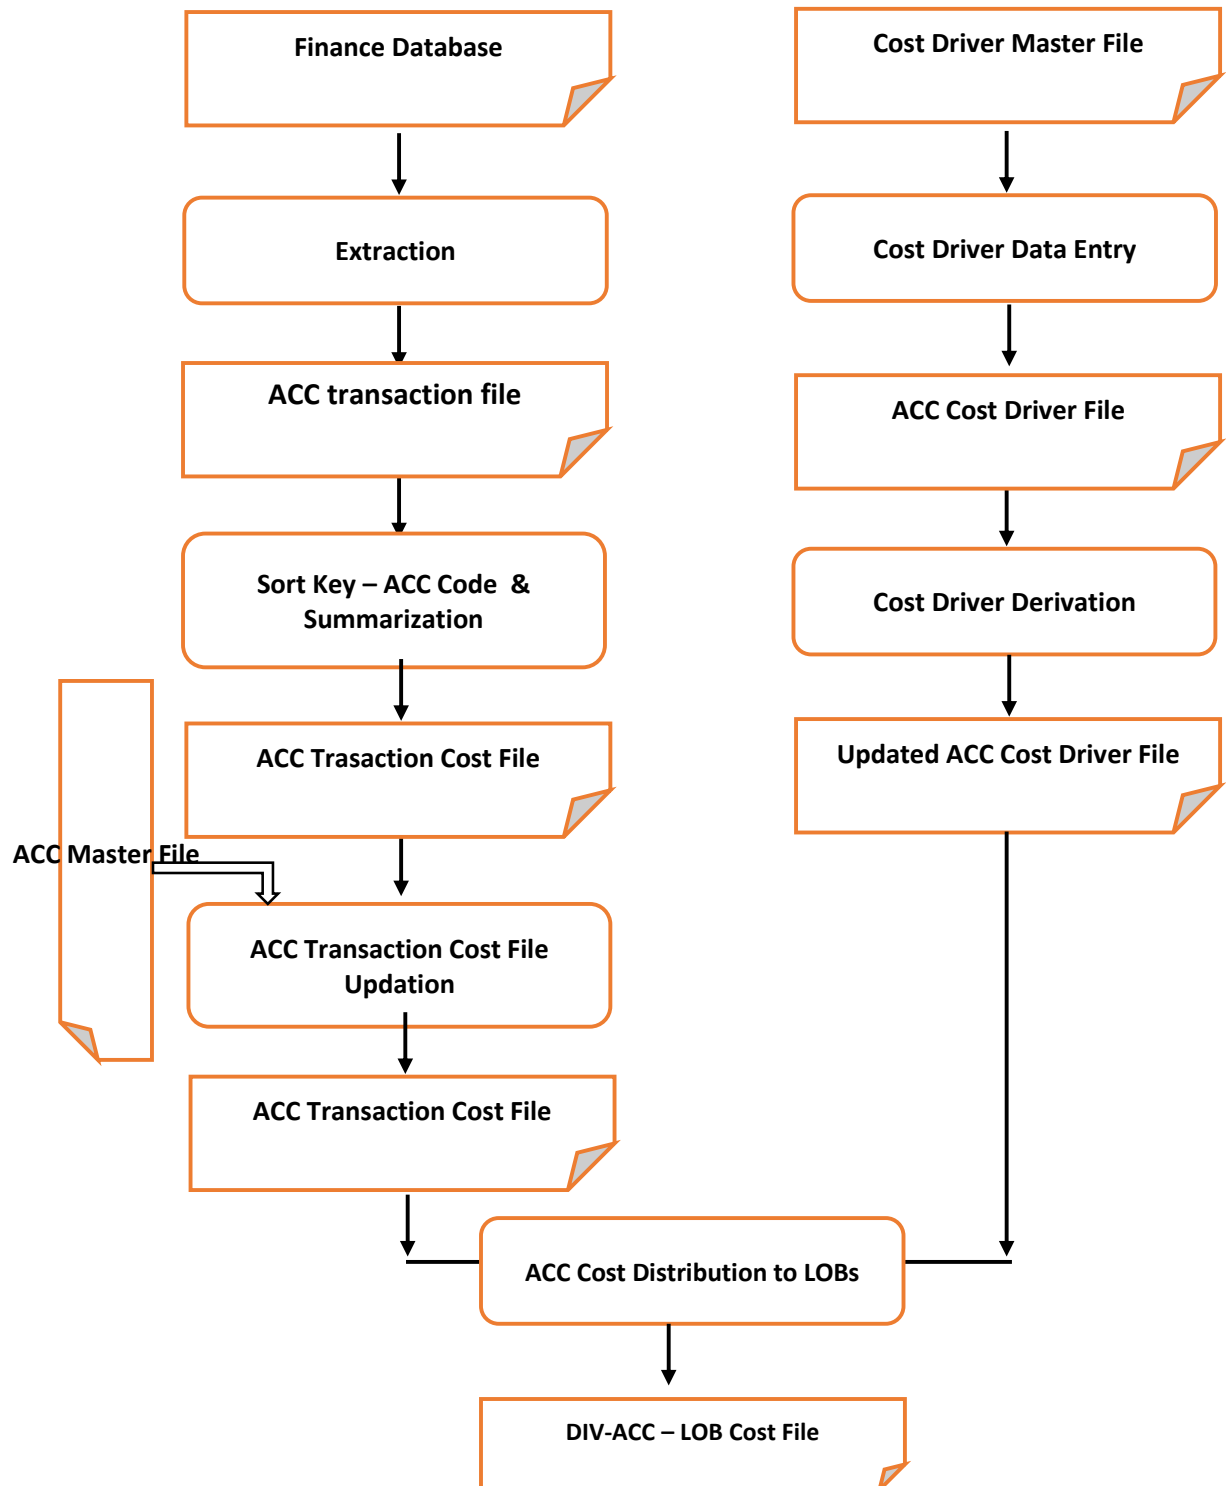 Finance Database
Cost Driver Master File
Extraction
Cost Driver Data Entry
ACC transaction file
ACC Cost Driver File
Sort Key – ACC Code &
Summarization
Cost Driver Derivation
ACC Trasaction Cost File
Updated ACC Cost Driver File
ACC Master File
ACC Transaction Cost File
Updation
ACC Transaction Cost File
ACC Cost Distribution to LOBs
DIV-ACC – LOB Cost File